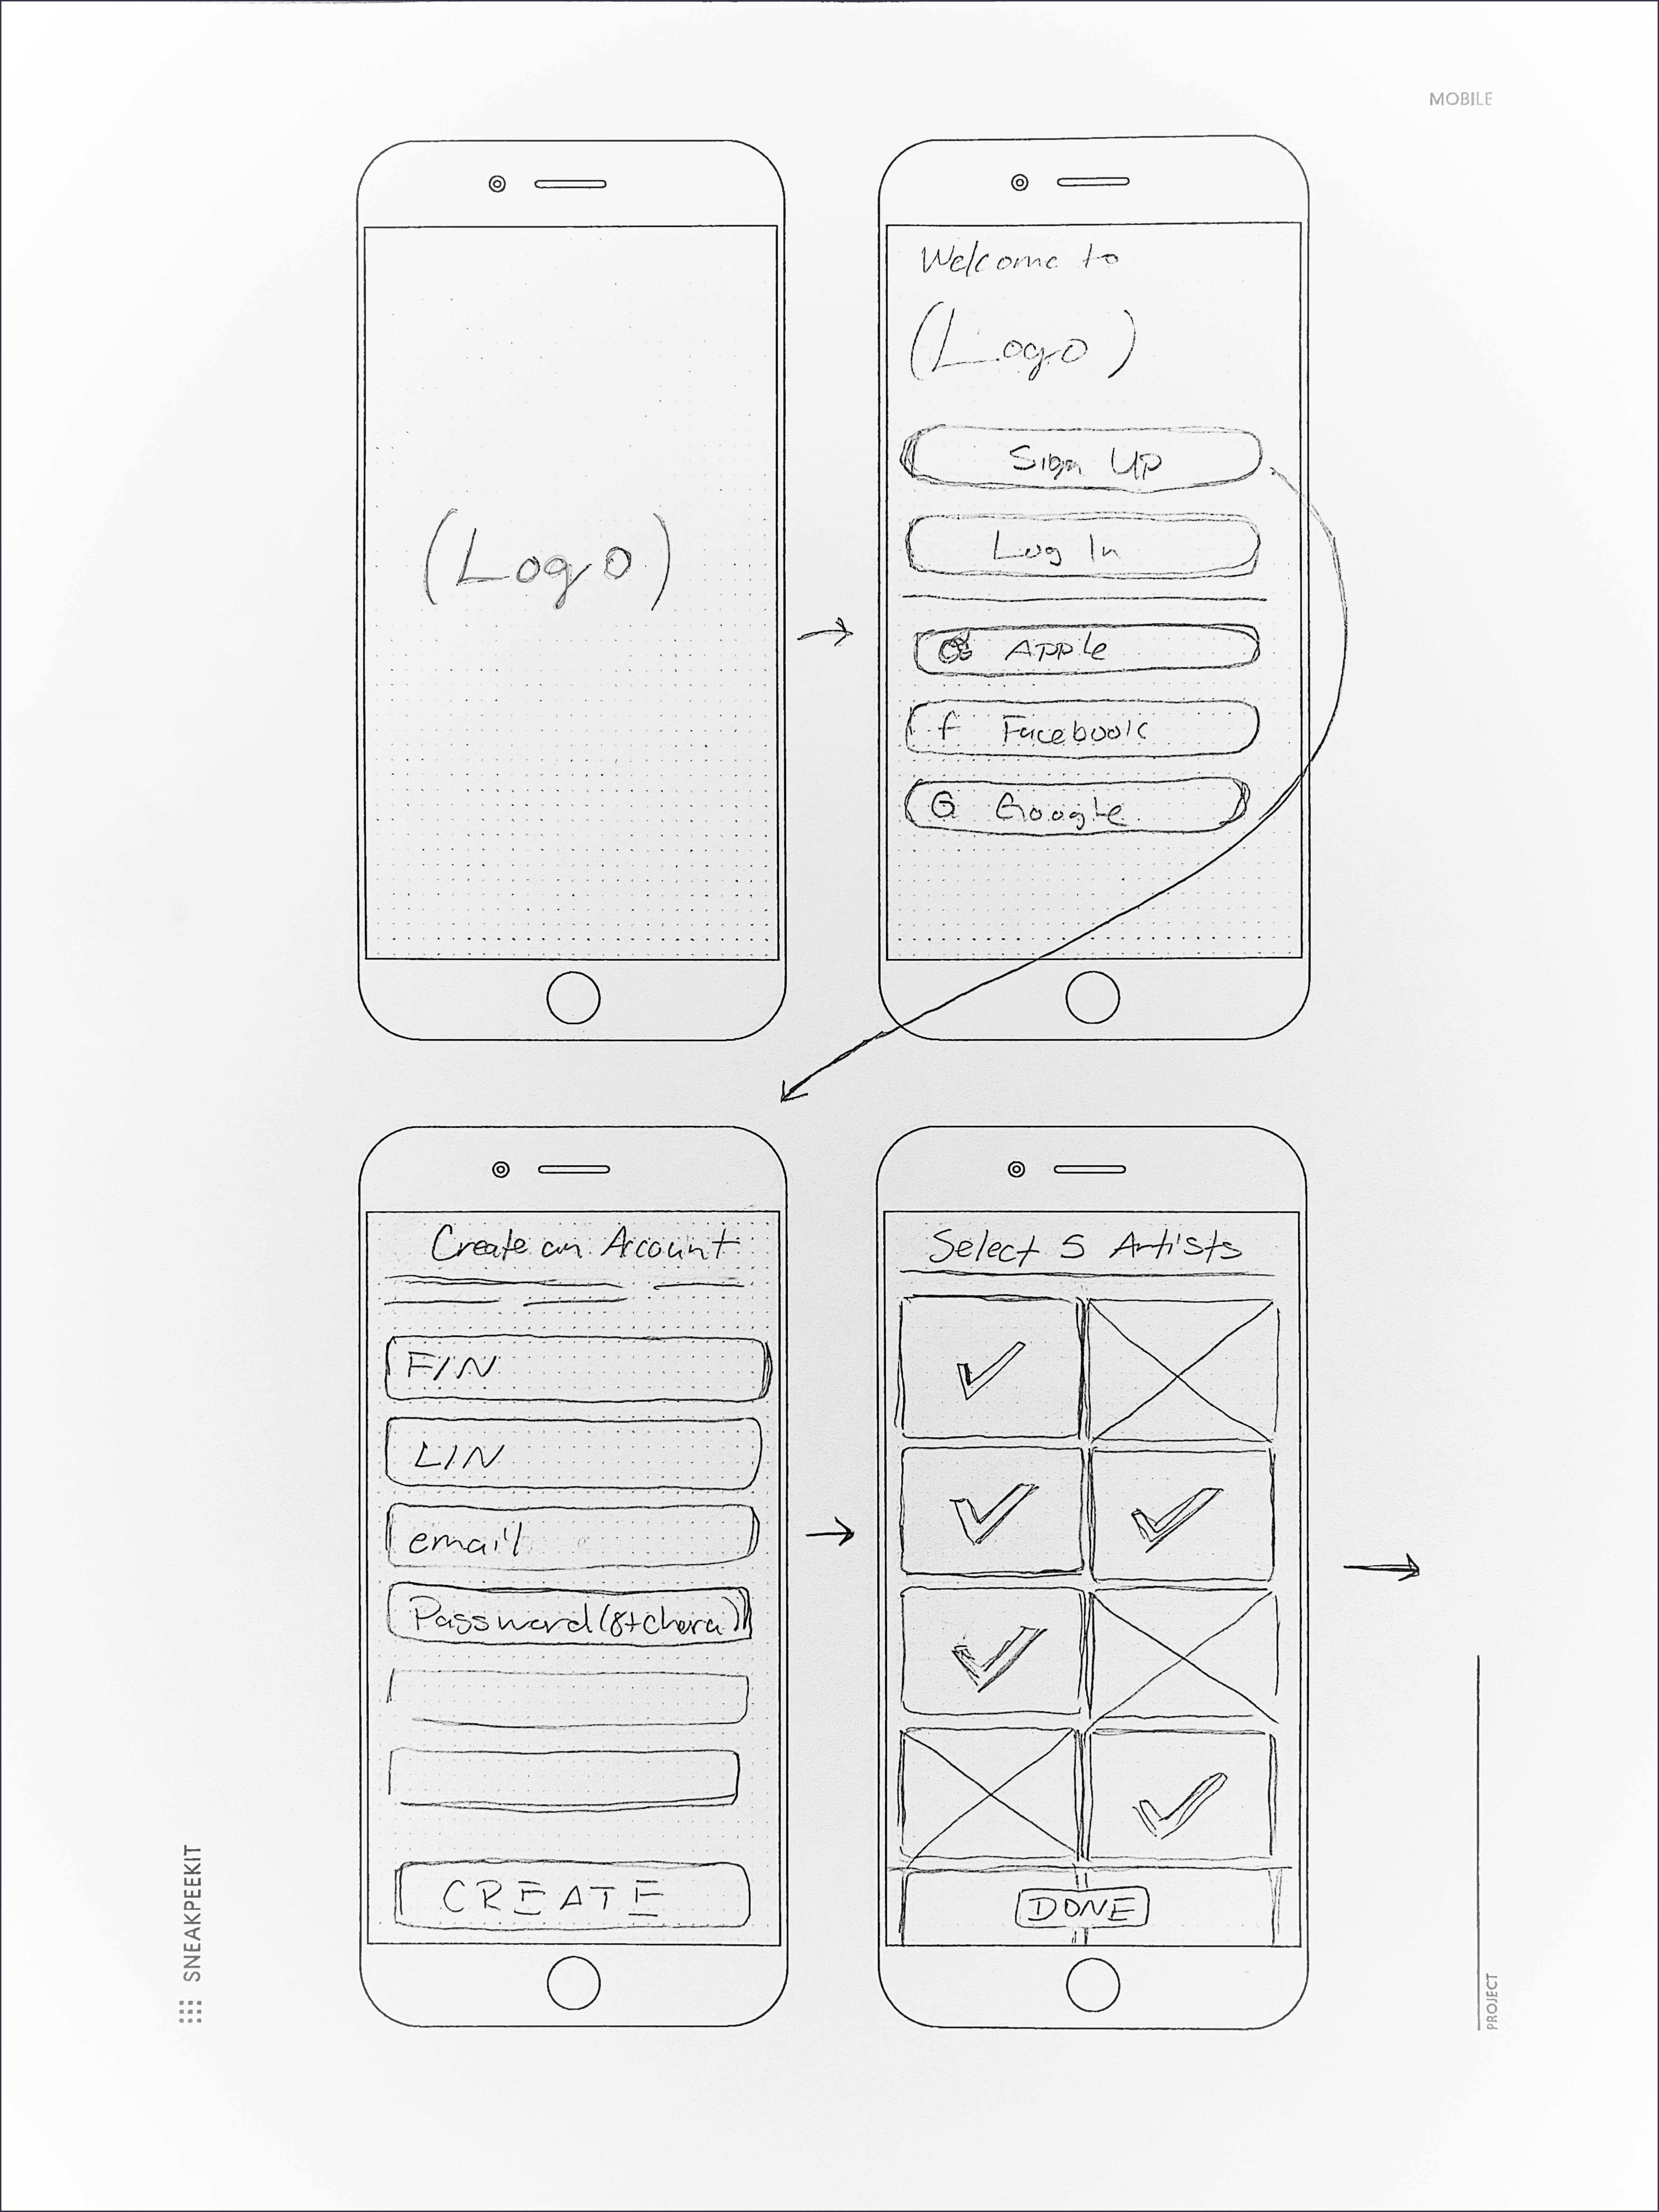 MOBILE
(Logo)
Welcome to
(Logo)
Sign Up
Log In
Apple
f Facebook
G Google
Create an Account
F/N
L/N
email
Password (8+ chara)
CREATE
Select 5 Artists
DONE
SNEAKPEEKIT
PROJECT